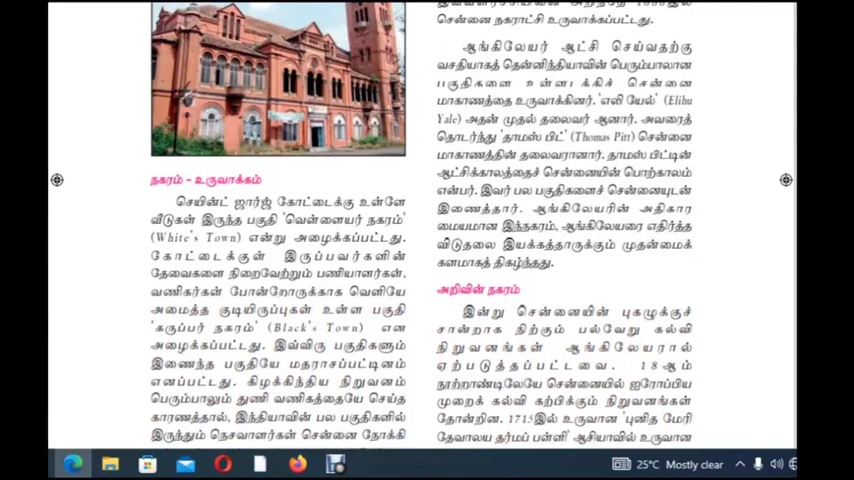 நகரம் – உருவாக்கம்
செயின்ட் ஜார்ஜ் கோட்டைக்கு உள்ளே
வீடுகள் இருந்த பகுதி 'வெள்ளையர் நகரம்'
(White's Town) என்று அழைக்கப்பட்டது.
கோட்டைக்குள் இருப்பவர்களின்
தேவைகளை நிறைவேற்றும் பணியாளர்கள்,
வணிகர்கள் போன்றோருக்காக வெளியே
அமைத்த குடியிருப்புகள் உள்ள பகுதி
'கருப்பர் நகரம்' (Black's Town) என
அழைக்கப்பட்டது. இவ்விரு பகுதிகளும்
இணைந்த பகுதியே மதராசப்பட்டினம்
எனப்பட்டது. கிழக்கிந்திய நிறுவனம்
பெரும்பாலும் துணி வணிகத்தையே செய்த
காரணத்தால், இந்தியாவின் பல பகுதிகளில்
இருந்தும் நெசவாளர்கள் சென்னை நோக்கி
சென்னை நகராட்சி உருவாக்கப்பட்டது.
ஆங்கிலேயர் ஆட்சி செய்வதற்கு
வசதியாகத் தென்னிந்தியாவின் பெரும்பாலான
பகுதிகளை உள்ளடக்கிச் சென்னை
மாகாணத்தை உருவாக்கினர். 'எலி யேல்' (Elihu
Yale) அதன் முதல் தலைவர் ஆனார். அவரைத்
தொடர்ந்து 'தாமஸ் பிட்' (Thomas Pitt) சென்னை
மாகாணத்தின் தலைவரானார். தாமஸ் பிட்டின்
ஆட்சிக்காலத்தைச் சென்னையின் பொற்காலம்
என்பர். இவர் பல பகுதிகளைச் சென்னையுடன்
இணைத்தார். ஆங்கிலேயரின் அதிகார
மையமான இந்நகரம், ஆங்கிலேயரை எதிர்த்த
விடுதலை இயக்கத்தாருக்கும் முதன்மைக்
களமாகத் திகழ்ந்தது.
அறிவின் நகரம்
இன்று சென்னையின் புகழுக்குச்
சான்றாக நிற்கும் பல்வேறு கல்வி
நிறுவனங்கள் ஆங்கிலேயரால்
ஏற்படுத்தப்பட்டவை. 18ஆம்
நூற்றாண்டிலேயே சென்னையில் ஐரோப்பிய
முறைக் கல்வி கற்பிக்கும் நிறுவனங்கள்
தோன்றின. 1715இல் உருவான 'புனித மேரி
தேவாலய தர்மப் பள்ளி' ஆசியாவில் உருவான
25°C Mostly clear